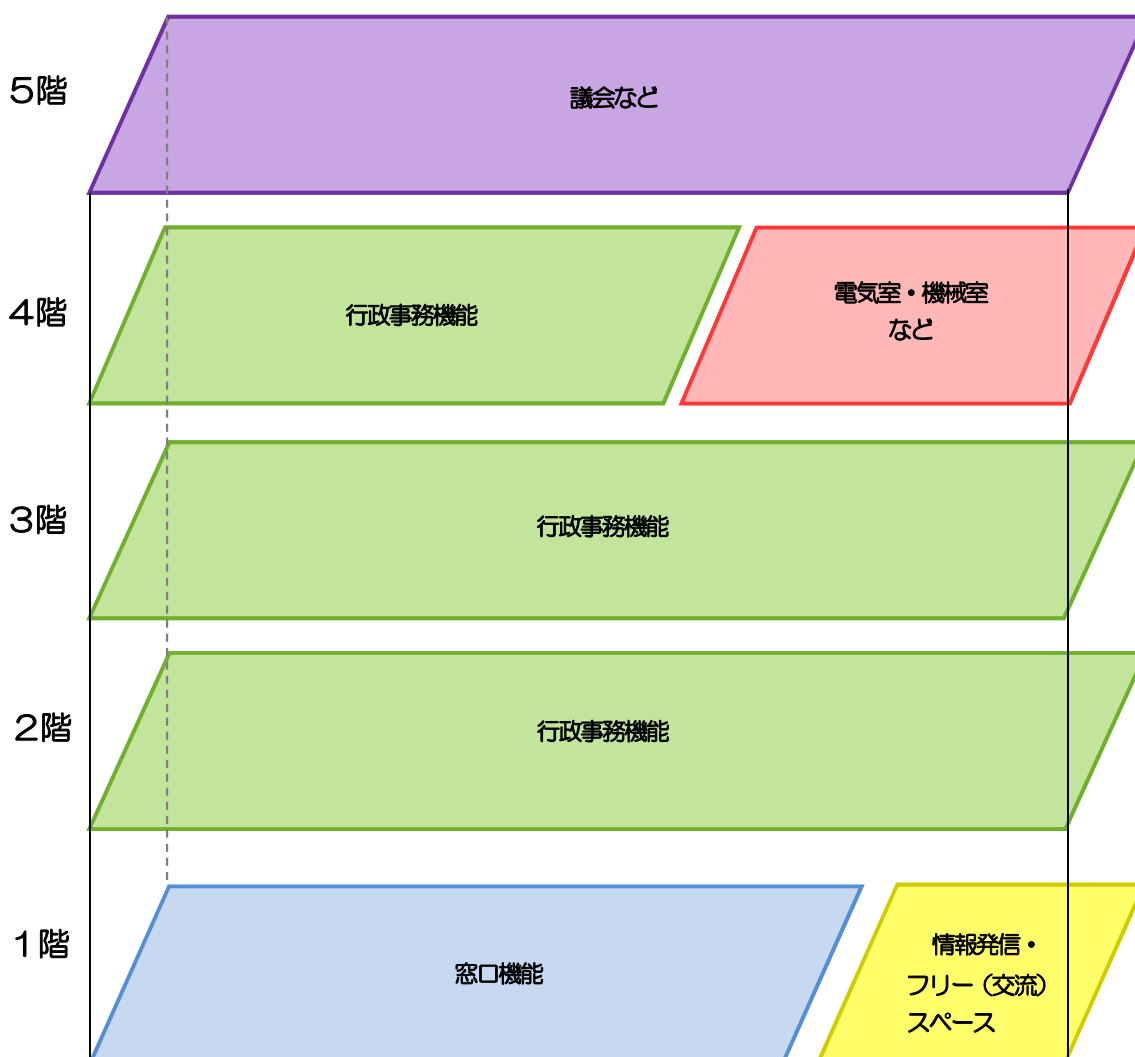 5階
議会など
4階
行政事務機能
電気室・機械室
など
3階
行政事務機能
2階
行政事務機能
1階
窓口機能
情報発信・
フリー（交流）
スペース